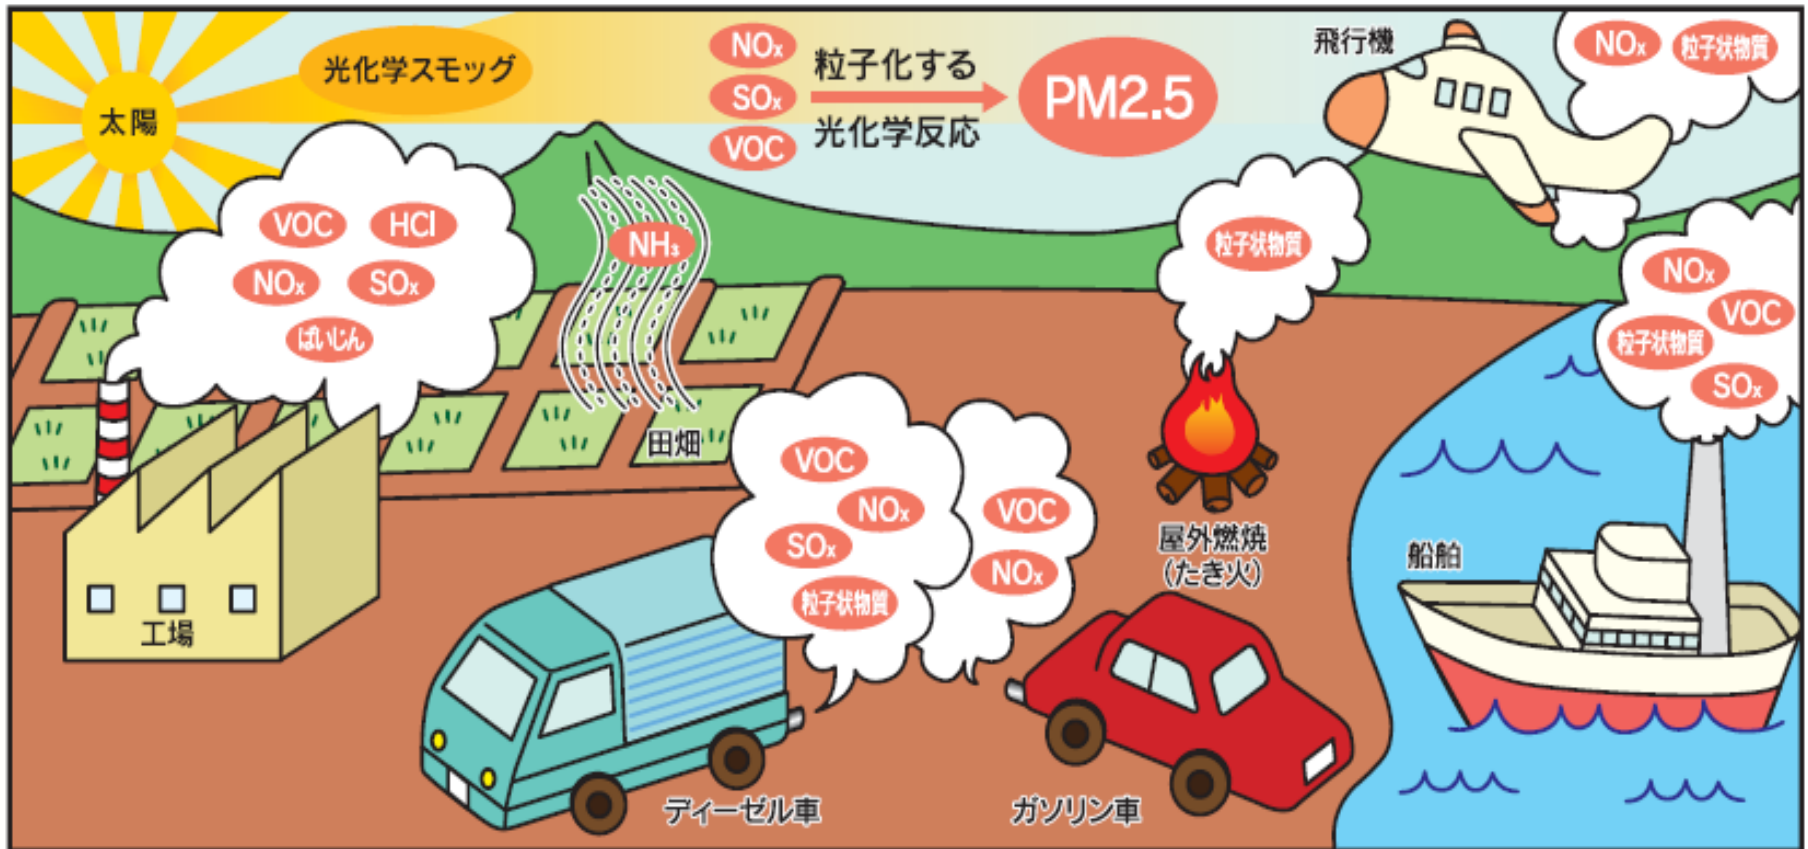 太陽
光化学スモッグ
NOx
SOx
VOC
粒子化する
光化学反応
PM2.5
飛行機
NOx 粒子状物質
VOC HCl
NOx SOx
ばいじん
NH₃
粒子状物質
NOx
VOC
粒子状物質
SOx
田畑
VOC
NOx
SOx
粒子状物質
VOC
NOx
屋外燃焼
(たき火)
船舶
工場
ディーゼル車
ガソリン車